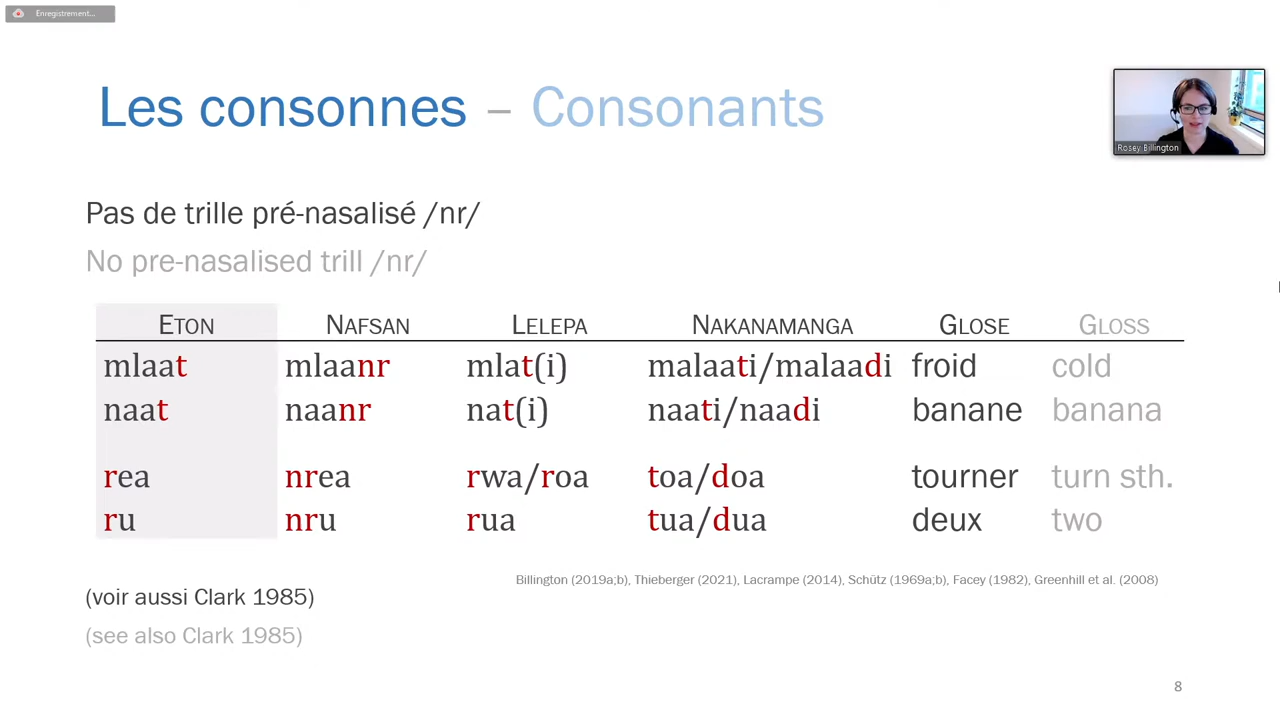 Enregistrement...
Les consonnes – Consonants
Rosey Billington
Pas de trille pré-nasalisé /nr/
No pre-nasalised trill /nr/
ETON NAFSAN LELEPA NAKANAMANGA GLOSE GLOSS
mlaat mlaanr mlat(i) malaati/malaadi froid cold
naat naanr nat(i) naati/naadi banane banana
rea nrea rwa/roa toa/doa tourner turn sth.
ru nru rua tua/dua deux two
Billington (2019a;b), Thieberger (2021), Lacrampe (2014), Schütz (1969a;b), Facey (1982), Greenhill et al. (2008)
(voir aussi Clark 1985)
(see also Clark 1985)
8